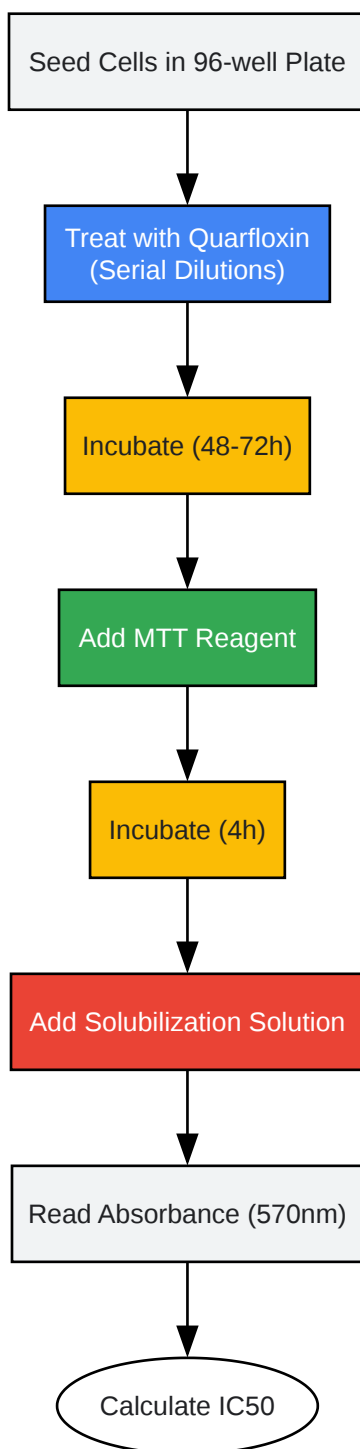 Seed Cells in 96-well Plate
Treat with Quarfloxin
(Serial Dilutions)
Incubate (48-72h)
Add MTT Reagent
Incubate (4h)
Add Solubilization Solution
Read Absorbance (570nm)
Calculate IC50